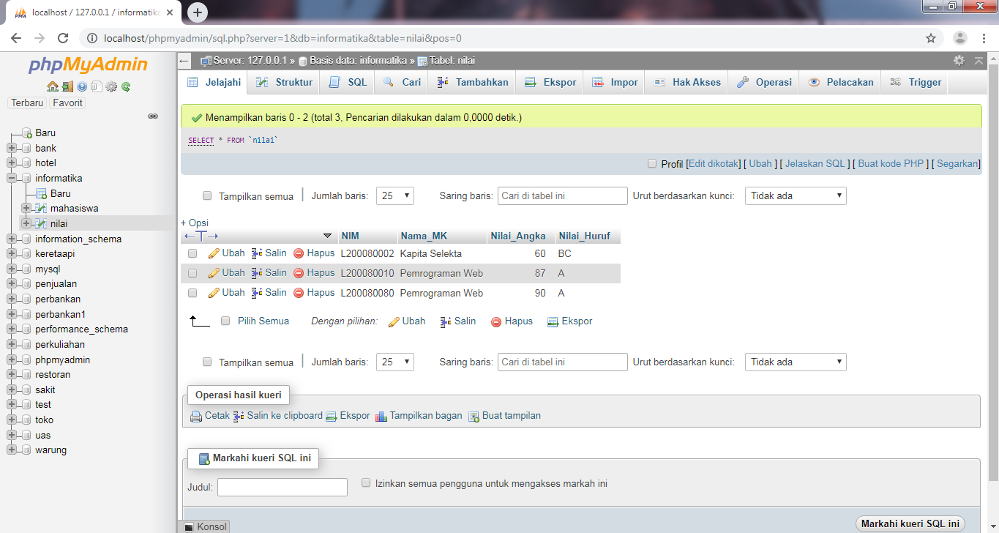 localhost / 127.0.0.1 / informatika
localhost/phpmyadmin/sql.php?server=1&db=informatika&table=nilai&pos=0
phpMyAdmin
Terbaru Favorit
Baru
bank
hotel
informatika
Baru
mahasiswa
nilai
information_schema
keretaapi
mysql
penjualan
perbankan
perbankan1
performance_schema
perkuliahan
phpmyadmin
restoran
sakit
test
toko
uas
warung
Server: 127.0.0.1 » Basis data: informatika » Tabel: nilai
Jelajahi Struktur SQL Cari Tambahkan Ekspor Impor Hak Akses Operasi Pelacakan Trigger
Menampilkan baris 0 - 2 (total 3, Pencarian dilakukan dalam 0,0000 detik.)
SELECT * FROM `nilai`
Profil [Edit dikotak] [ Ubah ] [ Jelaskan SQL ] [ Buat kode PHP ] [ Segarkan]
Tampilkan semua | Jumlah baris: 25 Saring baris: Cari di tabel ini Urut berdasarkan kunci: Tidak ada
+ Opsi
←T→ NIM Nama_MK Nilai_Angka Nilai_Huruf
Ubah Salin Hapus L200080002 Kapita Selekta 60 BC
Ubah Salin Hapus L200080010 Pemrograman Web 87 A
Ubah Salin Hapus L200080080 Pemrograman Web 90 A
Pilih Semua Dengan pilihan: Ubah Salin Hapus Ekspor
Tampilkan semua | Jumlah baris: 25 Saring baris: Cari di tabel ini Urut berdasarkan kunci: Tidak ada
Operasi hasil kueri
Cetak Salin ke clipboard Ekspor Tampilkan bagan Buat tampilan
Markahi kueri SQL ini
Judul: Izinkan semua pengguna untuk mengakses markah ini
Konsol Markahi kueri SQL ini